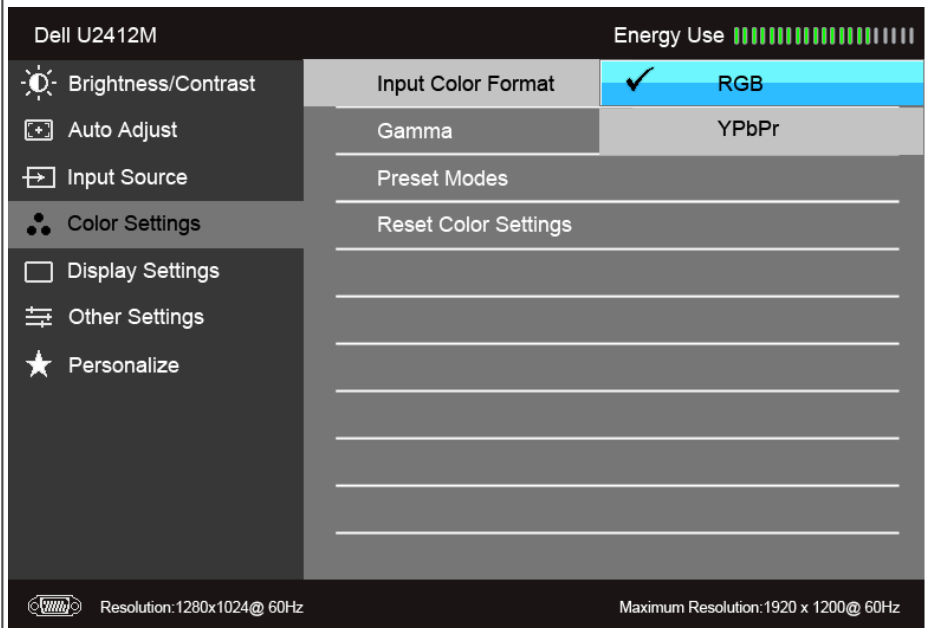 Dell U2412M Energy Use
Brightness/Contrast Input Color Format RGB
Auto Adjust Gamma YPbPr
Input Source Preset Modes
Color Settings Reset Color Settings
Display Settings
Other Settings
Personalize
Resolution:1280x1024@ 60Hz Maximum Resolution:1920 x 1200@ 60Hz